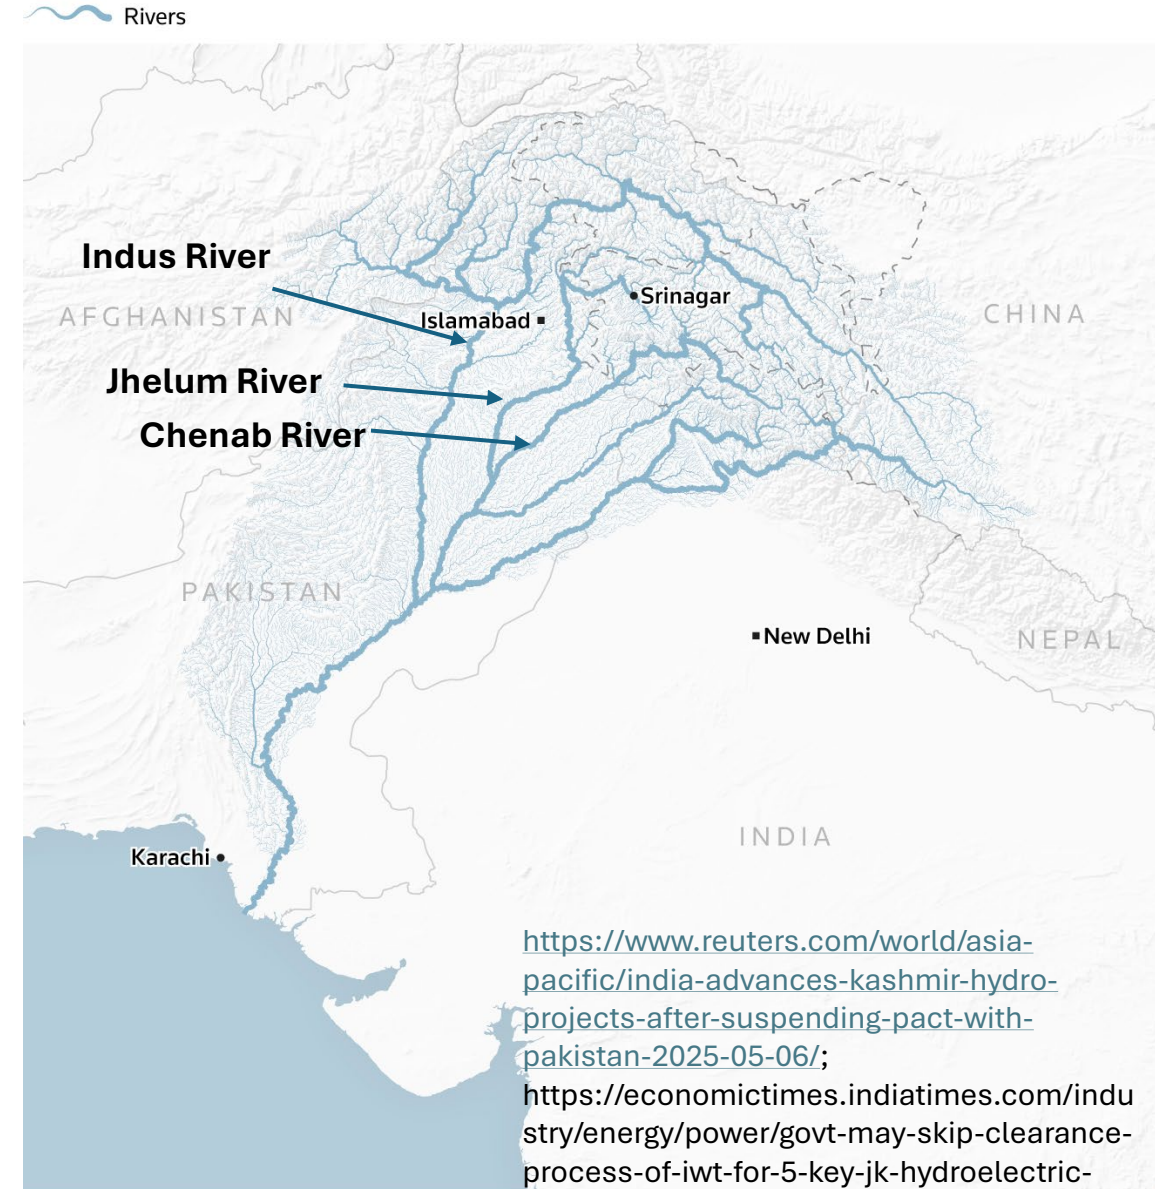 Rivers
Indus River
AFGHANISTAN
Srinagar
CHINA
Islamabad
Jhelum River
Chenab River
PAKISTAN
New Delhi
NEPAL
INDIA
Karachi
https://www.reuters.com/world/asia-
pacific/india-advances-kashmir-hydro-
projects-after-suspending-pact-with-
pakistan-2025-05-06/;
https://economictimes.indiatimes.com/indu
stry/energy/power/govt-may-skip-clearance-
process-of-iwt-for-5-key-jk-hydroelectric-